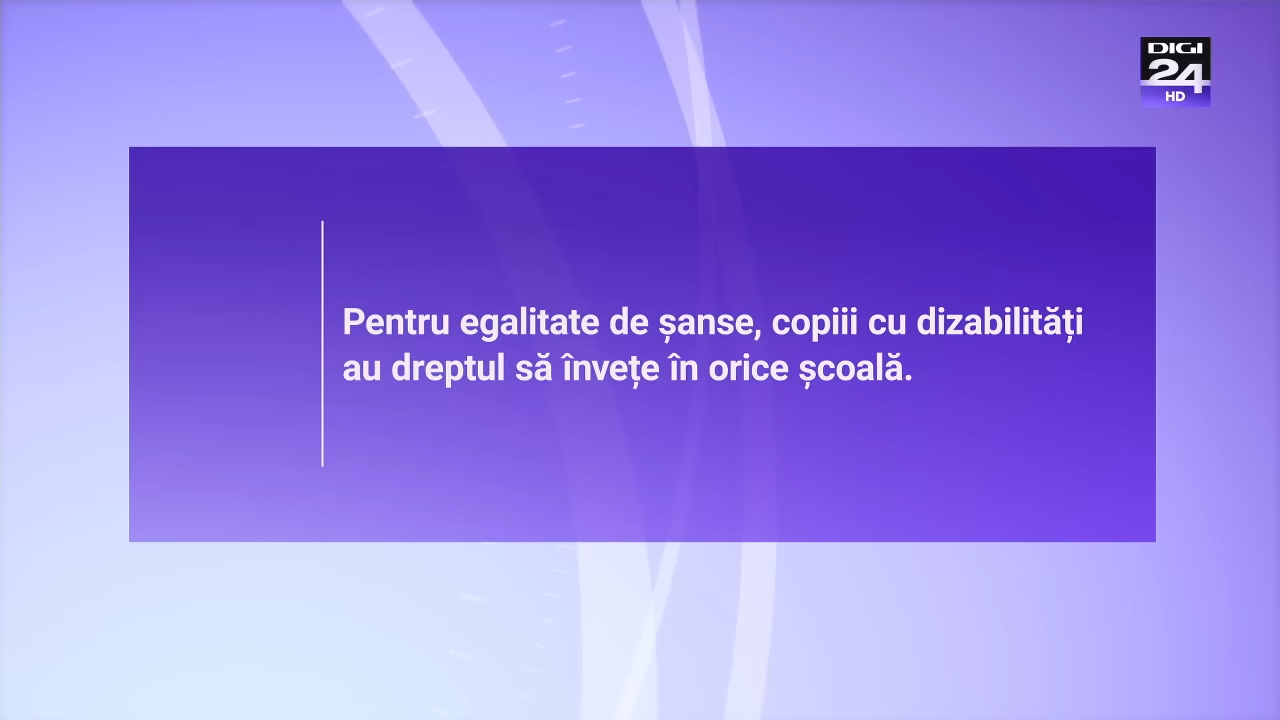 DIGI
24
HD
Pentru egalitate de șanse, copiii cu dizabilități
au dreptul să învețe în orice școală.